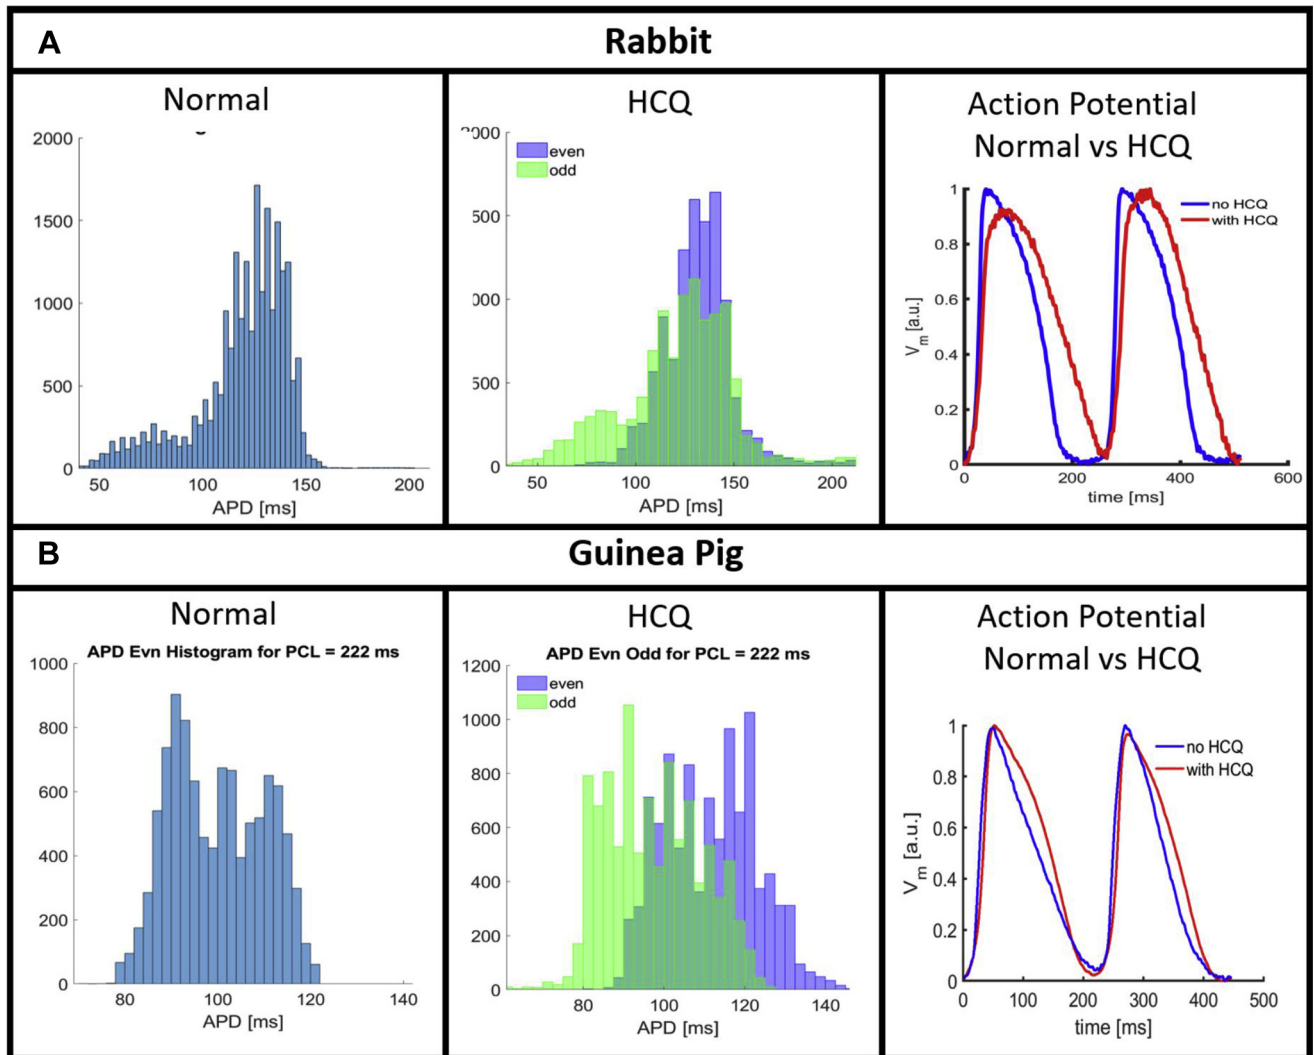 A
Rabbit
Normal
HCQ
Action Potential
Normal vs HCQ
2000
1500
1000
500
0
50
100
150
200
APD [ms]
even
odd
500
000
500
0
50
100
150
200
APD [ms]
no HCQ
with HCQ
1
0.8
0.6
0.4
0.2
0
Vm [a.u.]
0
200
400
600
time [ms]
B
Guinea Pig
Normal
HCQ
Action Potential
Normal vs HCQ
APD Evn Histogram for PCL = 222 ms
1000
800
600
400
200
0
80
100
120
140
APD [ms]
APD Evn Odd for PCL = 222 ms
even
odd
1200
1000
800
600
400
200
0
80
100
120
140
APD [ms]
no HCQ
with HCQ
1
0.8
0.6
0.4
0.2
0
Vm [a.u.]
0
100
200
300
400
500
time [ms]